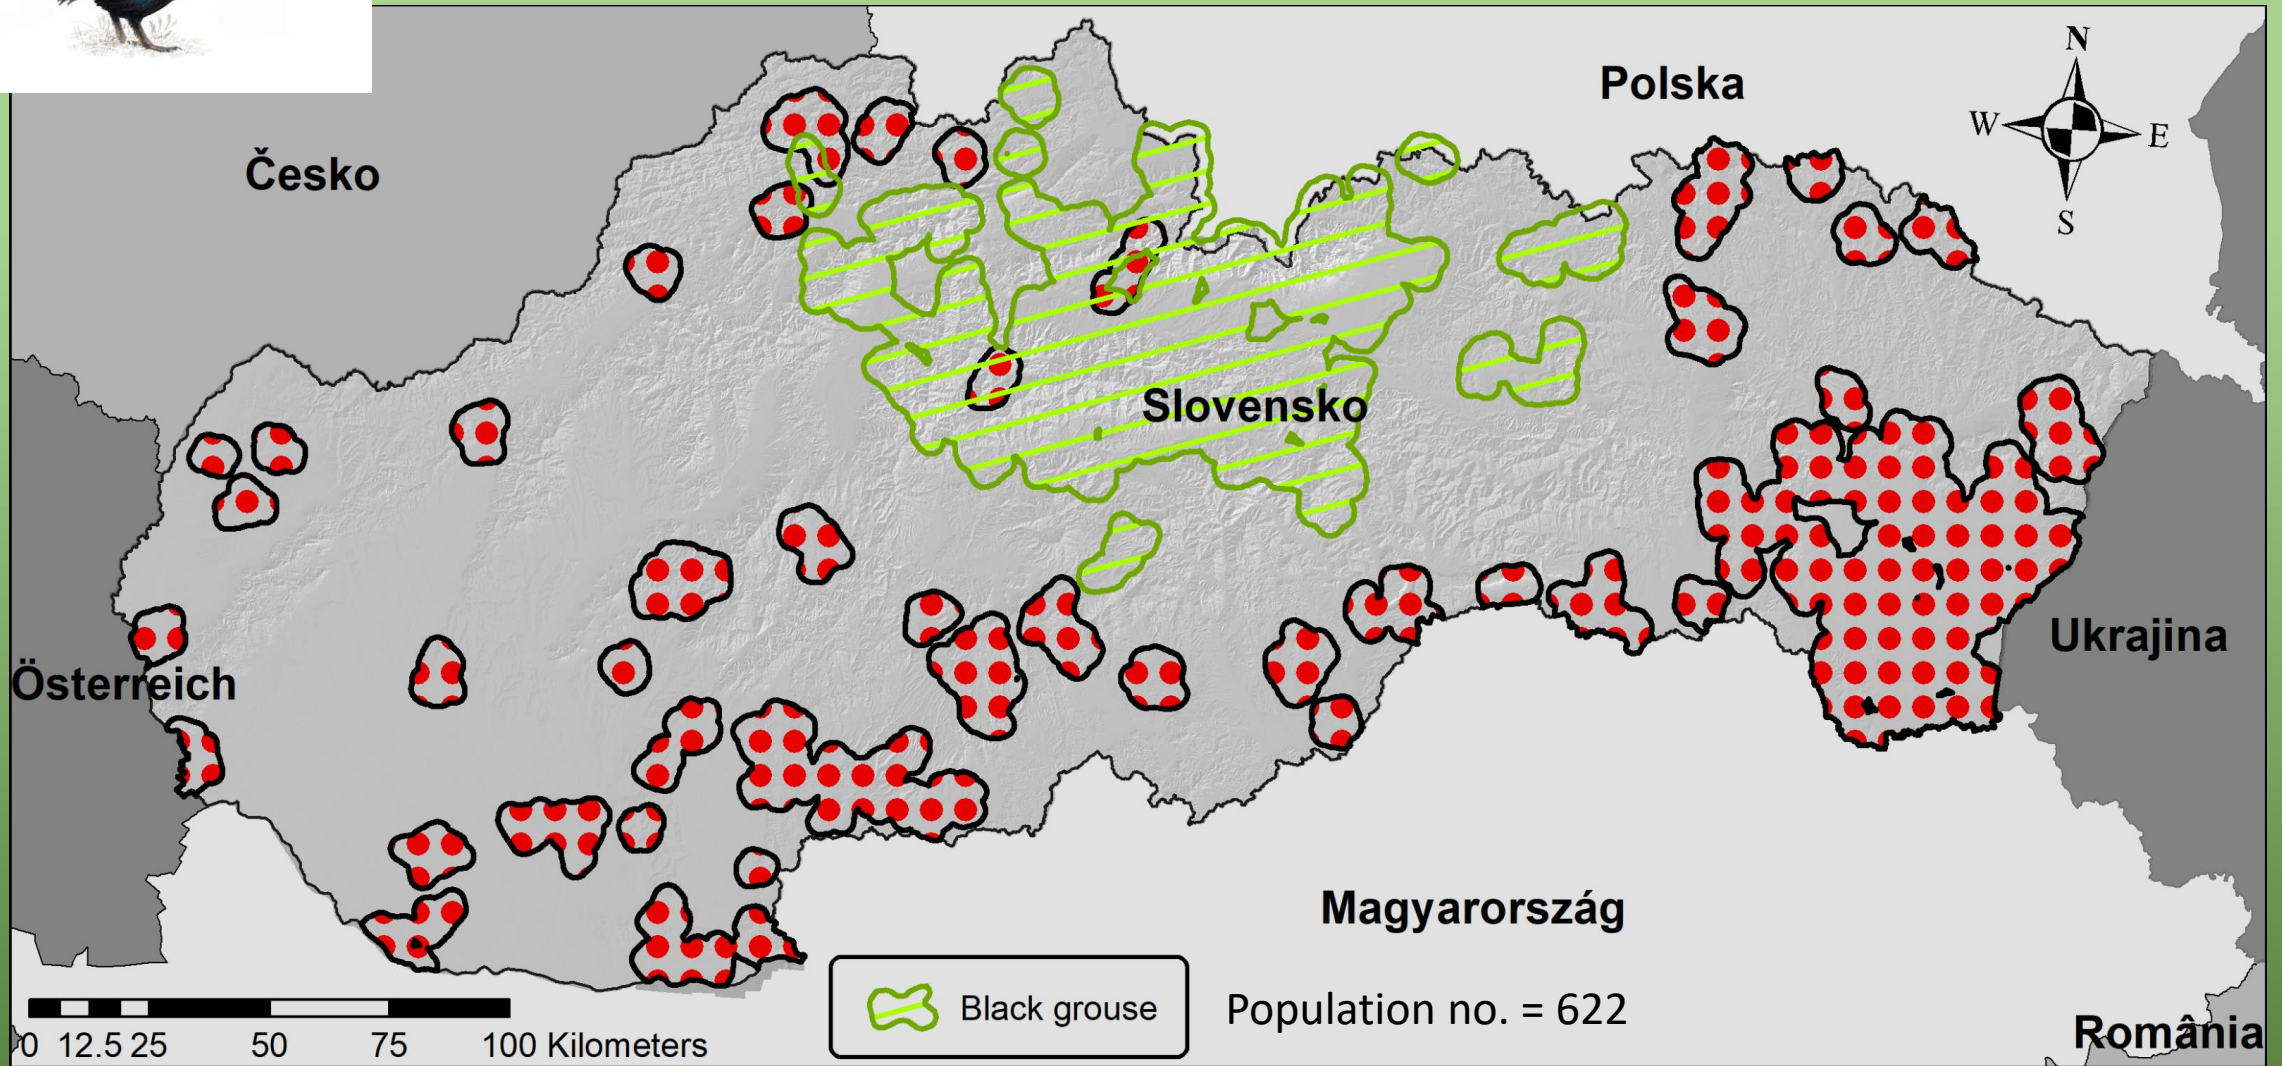 Polska
N
W
E
S
Česko
Slovensko
Ukrajina
Österreich
Magyarország
Black grouse
Population no. = 622
România
0 12.5 25 50 75 100 Kilometers